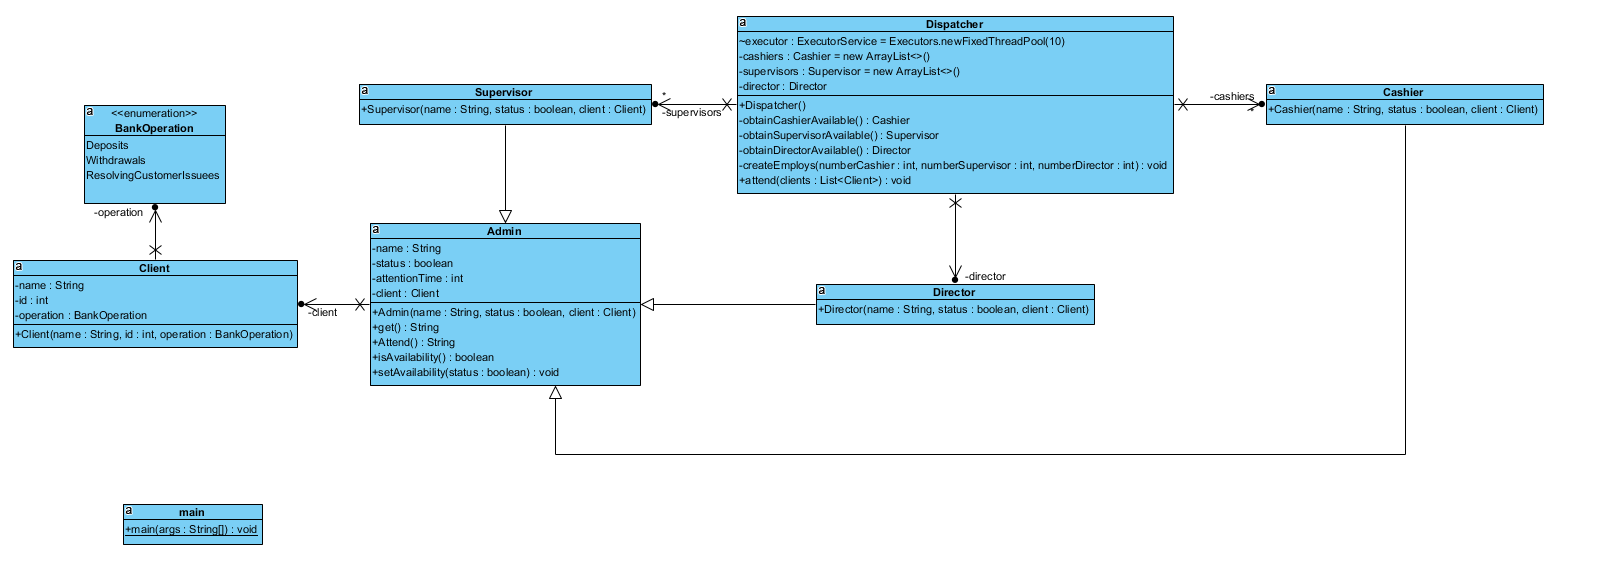 a
Dispatcher
~executor : ExecutorService = Executors.newFixedThreadPool(10)
-cashiers : Cashier = new ArrayList<>()
-supervisors : Supervisor = new ArrayList<>()
-director : Director
+Dispatcher()
-obtainCashierAvailable() : Cashier
-obtainSupervisorAvailable() : Supervisor
-obtainDirectorAvailable() : Director
-createEmploys(numberCashier : int, numberSupervisor : int, numberDirector : int) : void
+attend(clients : List<Client>) : void
a
Supervisor
+Supervisor(name : String, status : boolean, client : Client)
*
-supervisors
-cashiers
*
a
Cashier
+Cashier(name : String, status : boolean, client : Client)
a
<<enumeration>>
BankOperation
Deposits
Withdrawals
ResolvingCustomerIssuees
-operation
a
Client
-name : String
-id : int
-operation : BankOperation
+Client(name : String, id : int, operation : BankOperation)
-client
a
Admin
-name : String
-status : boolean
-attentionTime : int
-client : Client
+Admin(name : String, status : boolean, client : Client)
+get() : String
+Attend() : String
+isAvailability() : boolean
+setAvailability(status : boolean) : void
-director
a
Director
+Director(name : String, status : boolean, client : Client)
a
main
+main(args : String[]) : void